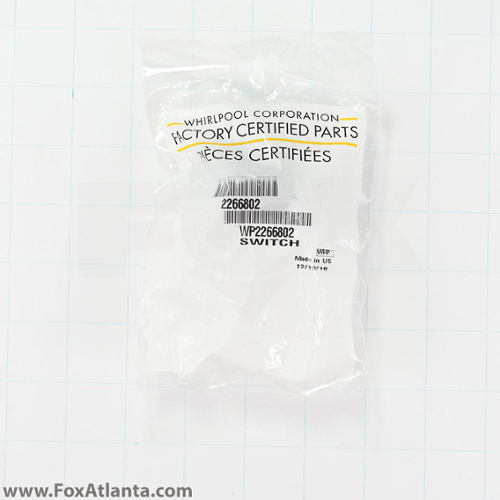 WHIRLPOOL CORPORATION
FACTORY CERTIFIED PARTS
PIÈCES CERTIFIÉES
2266802
WP2266802
SWITCH
Made in US
www.FoxAtlanta.com